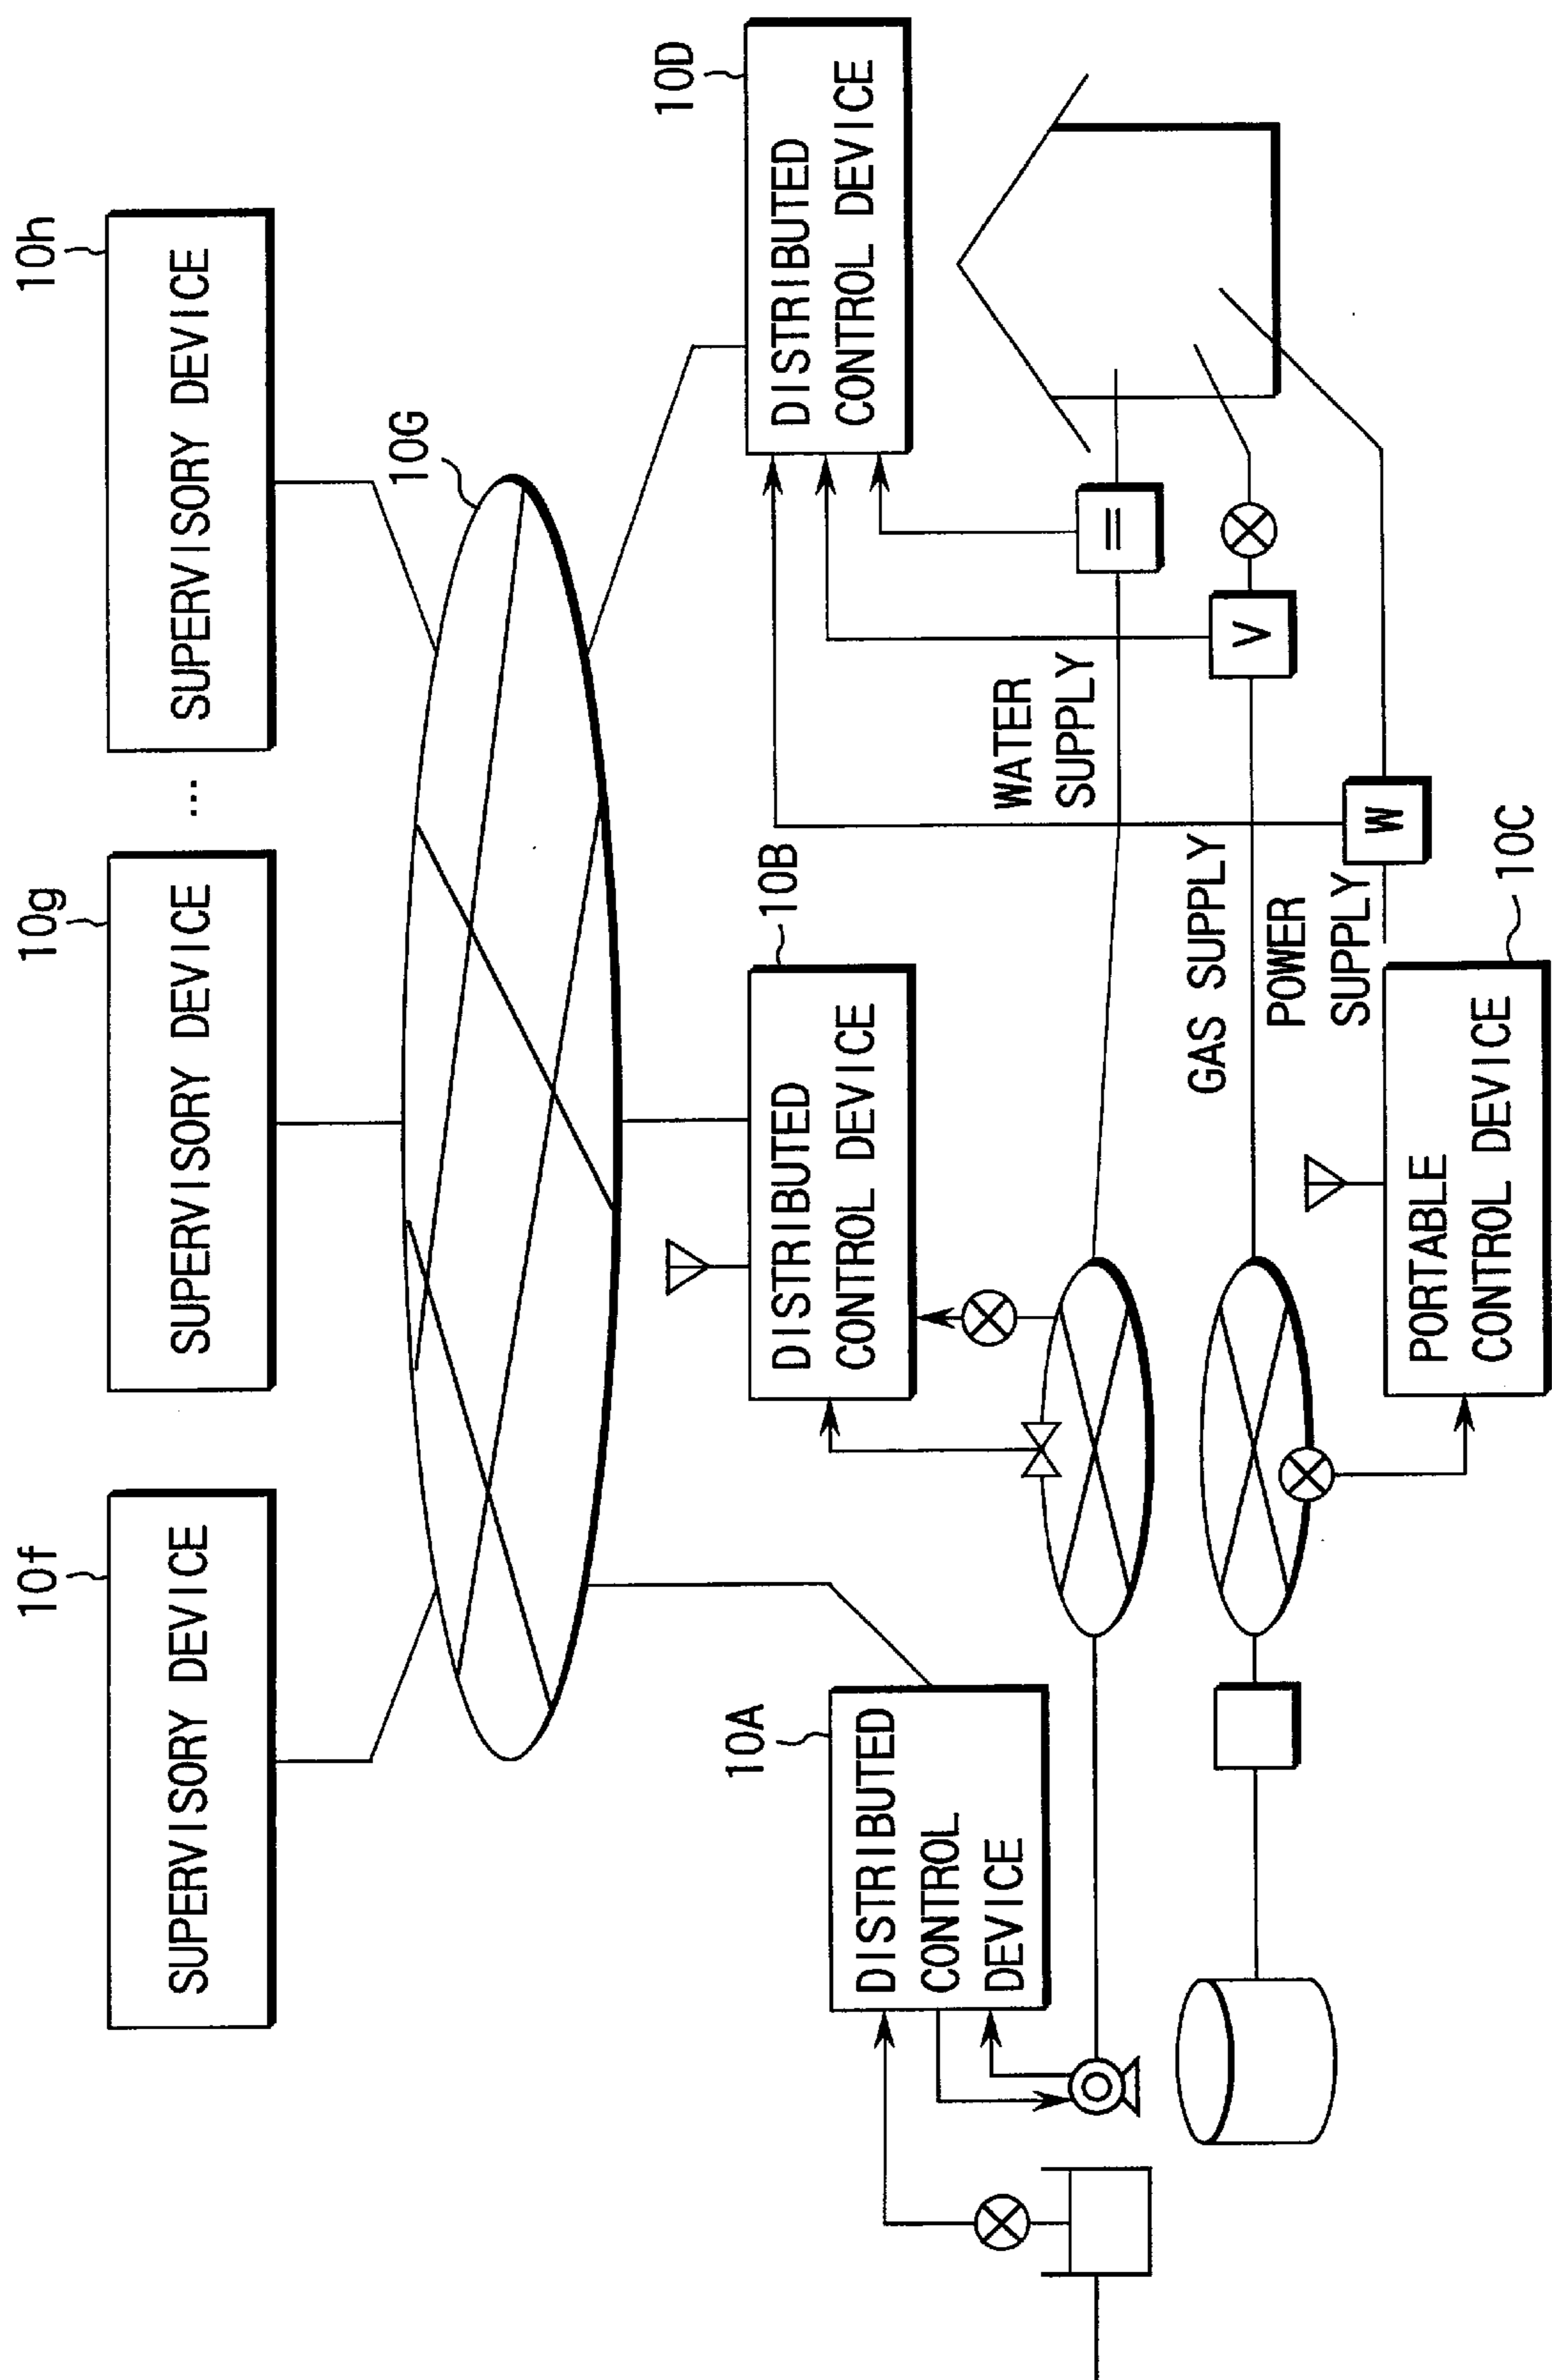 10f
10g
10h
SUPERVISORY DEVICE
SUPERVISORY DEVICE
...
SUPERVISORY DEVICE
10G
10A
10B
10D
DISTRIBUTED
CONTROL
DEVICE
DISTRIBUTED
CONTROL DEVICE
DISTRIBUTED
CONTROL DEVICE
WATER
SUPPLY
=
GAS SUPPLY
V
POWER
SUPPLY
W
PORTABLE
CONTROL DEVICE
10C